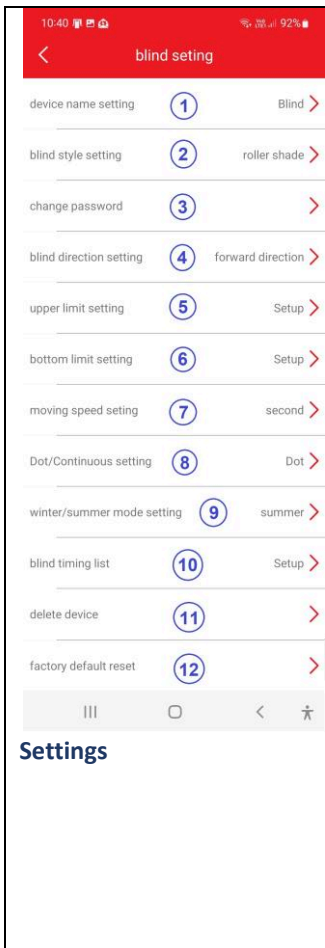 10:40 92%
blind seting
device name setting 1 Blind
blind style setting 2 roller shade
change password 3
blind direction setting 4 forward direction
upper limit setting 5 Setup
bottom limit setting 6 Setup
moving speed seting 7 second
Dot/Continuous setting 8 Dot
winter/summer mode setting 9 summer
blind timing list 10 Setup
delete device 11
factory default reset 12
Settings